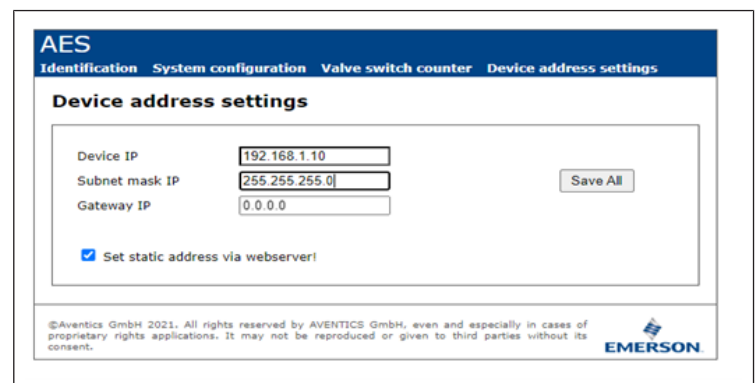 AES
Identification System configuration Valve switch counter Device address settings
Device address settings
Device IP 192.168.1.10
Subnet mask IP 255.255.255.0 Save All
Gateway IP 0.0.0.0
Set static address via webserver!
©Aventics GmbH 2021. All rights reserved by AVENTICS GmbH, even and especially in cases of
proprietary rights applications. It may not be reproduced or given to third parties without its
consent.
EMERSON